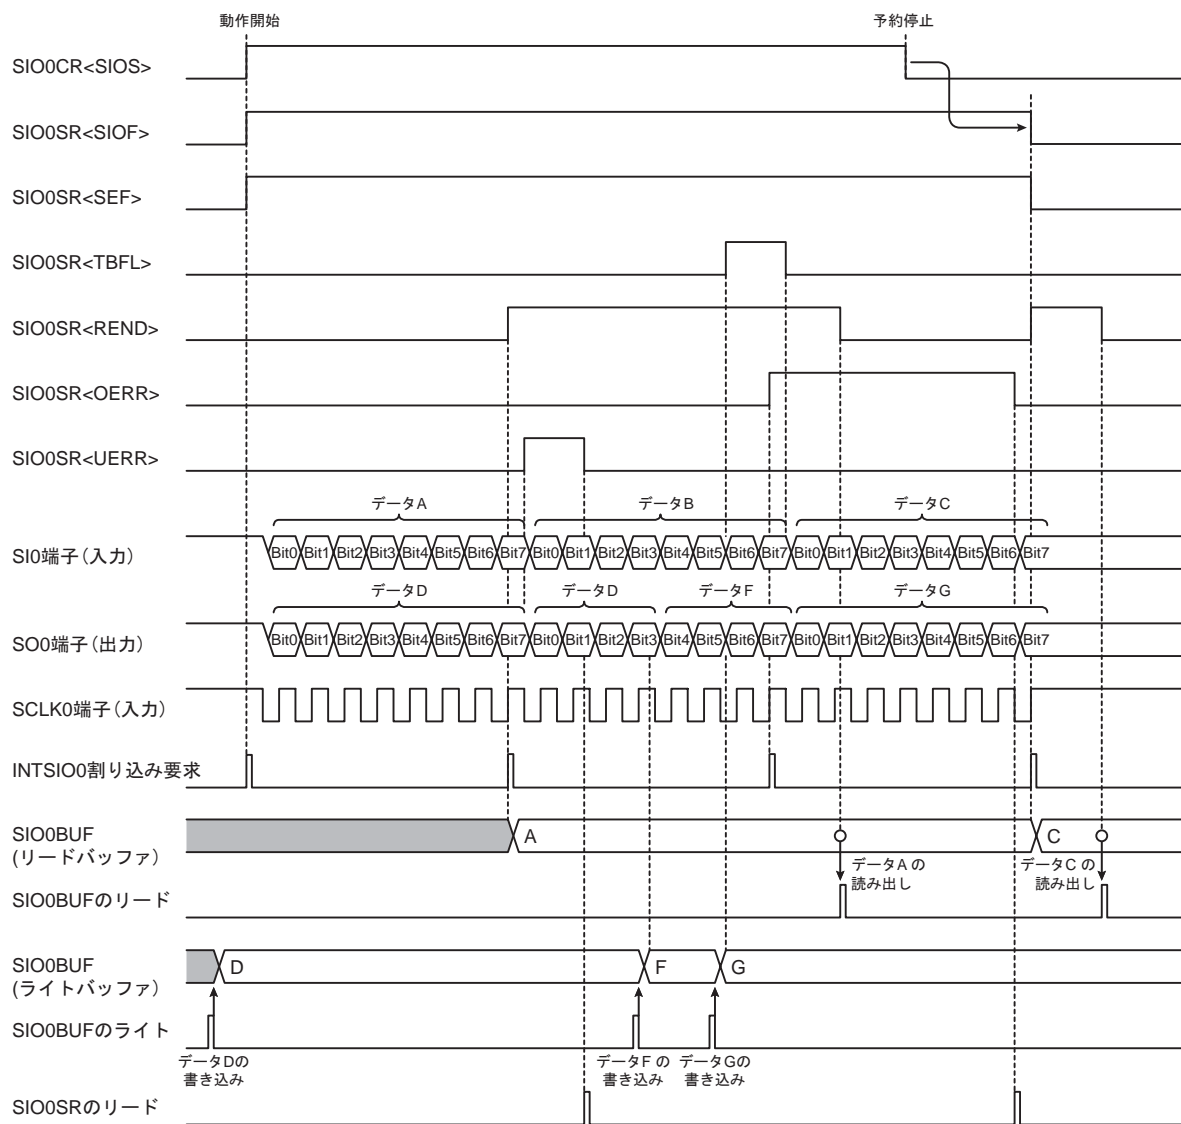 動作開始
予約停止
SIO0CR<SIOS>
SIO0SR<SIOF>
SIO0SR<SEF>
SIO0SR<TBFL>
SIO0SR<REND>
SIO0SR<OERR>
SIO0SR<UERR>
データA
データB
データC
SI0端子(入力)
Bit0 Bit1 Bit2 Bit3 Bit4 Bit5 Bit6 Bit7 Bit0 Bit1 Bit2 Bit3 Bit4 Bit5 Bit6 Bit7 Bit0 Bit1 Bit2 Bit3 Bit4 Bit5 Bit6 Bit7
データD
データD
データF
データG
SO0端子(出力)
Bit0 Bit1 Bit2 Bit3 Bit4 Bit5 Bit6 Bit7 Bit0 Bit1 Bit2 Bit3 Bit4 Bit5 Bit6 Bit7 Bit0 Bit1 Bit2 Bit3 Bit4 Bit5 Bit6 Bit7
SCLK0端子(入力)
INTSIO0割り込み要求
SIO0BUF
(リードバッファ)
A
C
データA の
読み出し
データC の
読み出し
SIO0BUFのリード
SIO0BUF
(ライトバッファ)
D
F
G
SIO0BUFのライト
データDの
書き込み
データF の
書き込み
データGの
書き込み
SIO0SRのリード